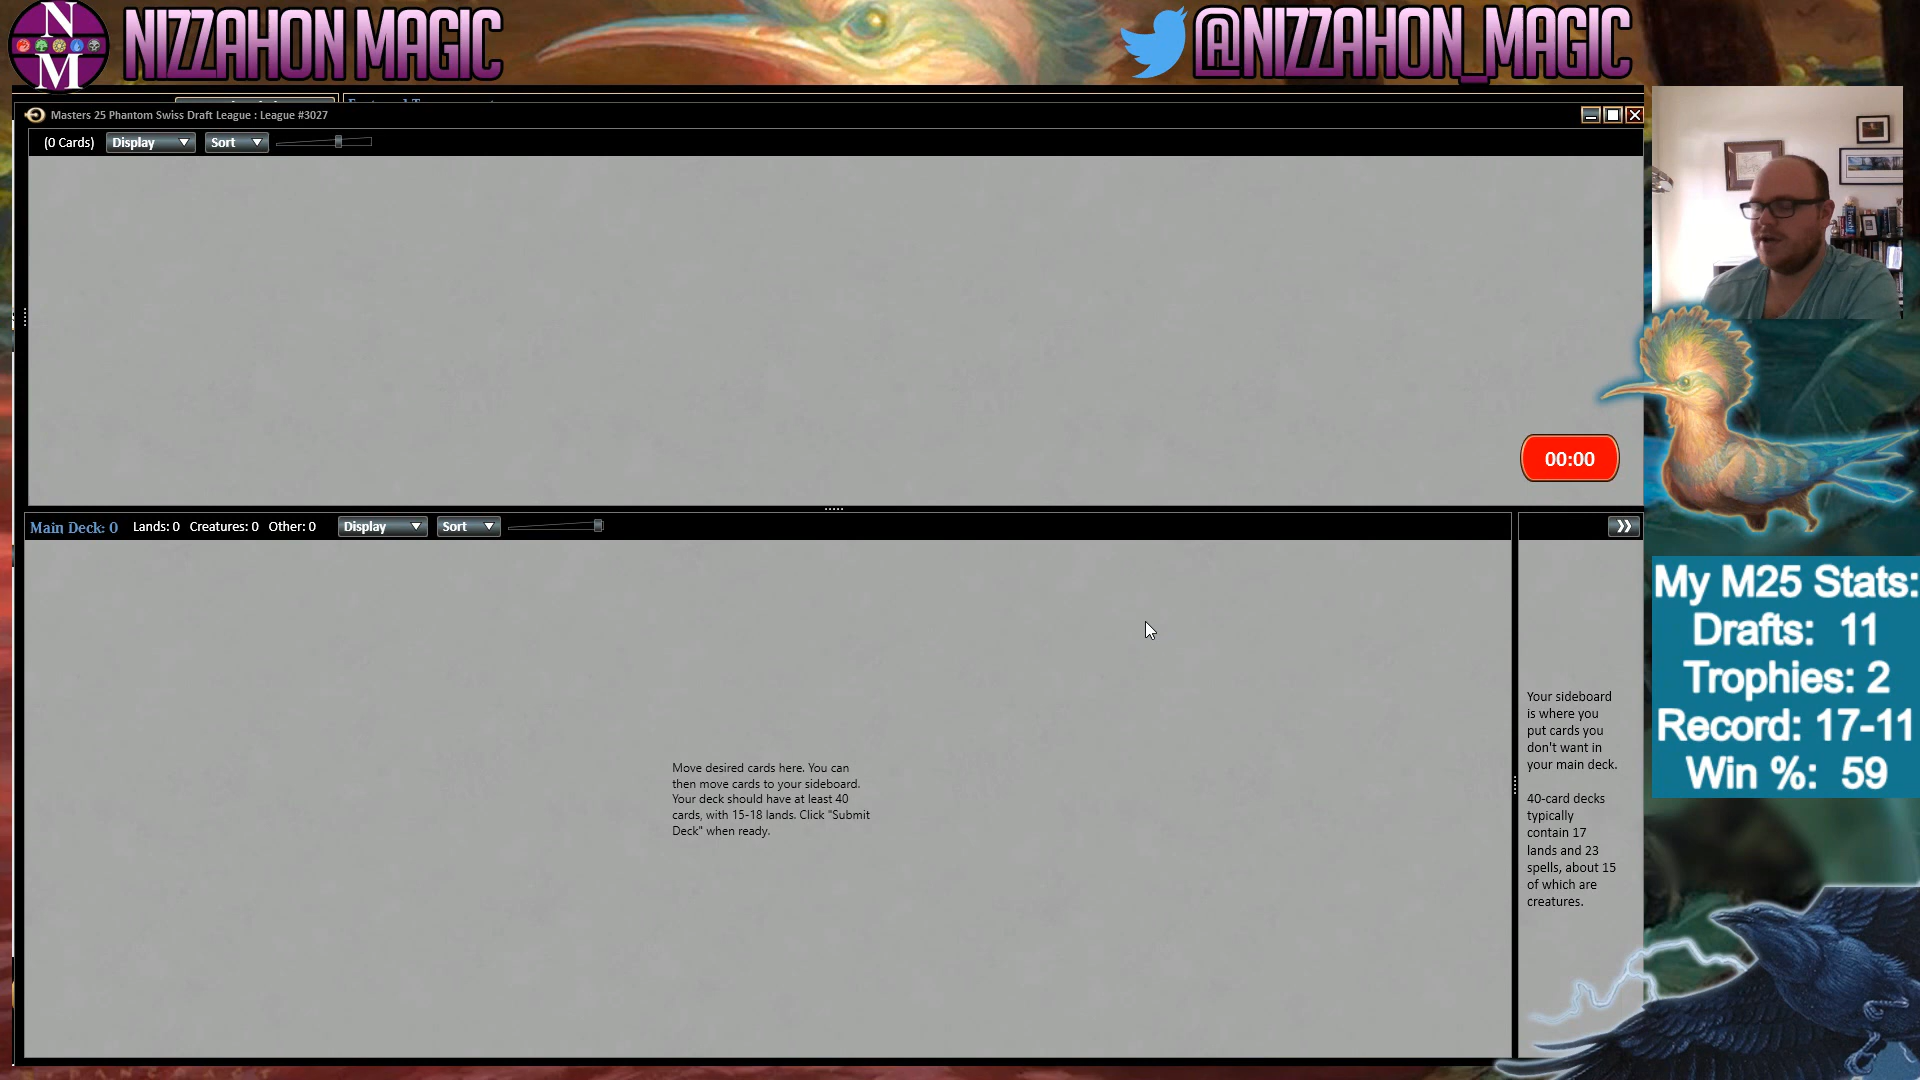 N
M
NIZZAHON MAGIC
@NIZZAHON_MAGIC
Masters 25 Phantom Swiss Draft League : League #3027
(0 Cards) Display Sort
00:00
Main Deck: 0 Lands: 0 Creatures: 0 Other: 0 Display Sort
Move desired cards here. You can
then move cards to your sideboard.
Your deck should have at least 40
cards, with 15-18 lands. Click "Submit
Deck" when ready.
Your sideboard
is where you
put cards you
don't want in
your main deck.
40-card decks
typically
contain 17
lands and 23
spells, about 15
of which are
creatures.
My M25 Stats:
Drafts: 11
Trophies: 2
Record: 17-11
Win %: 59